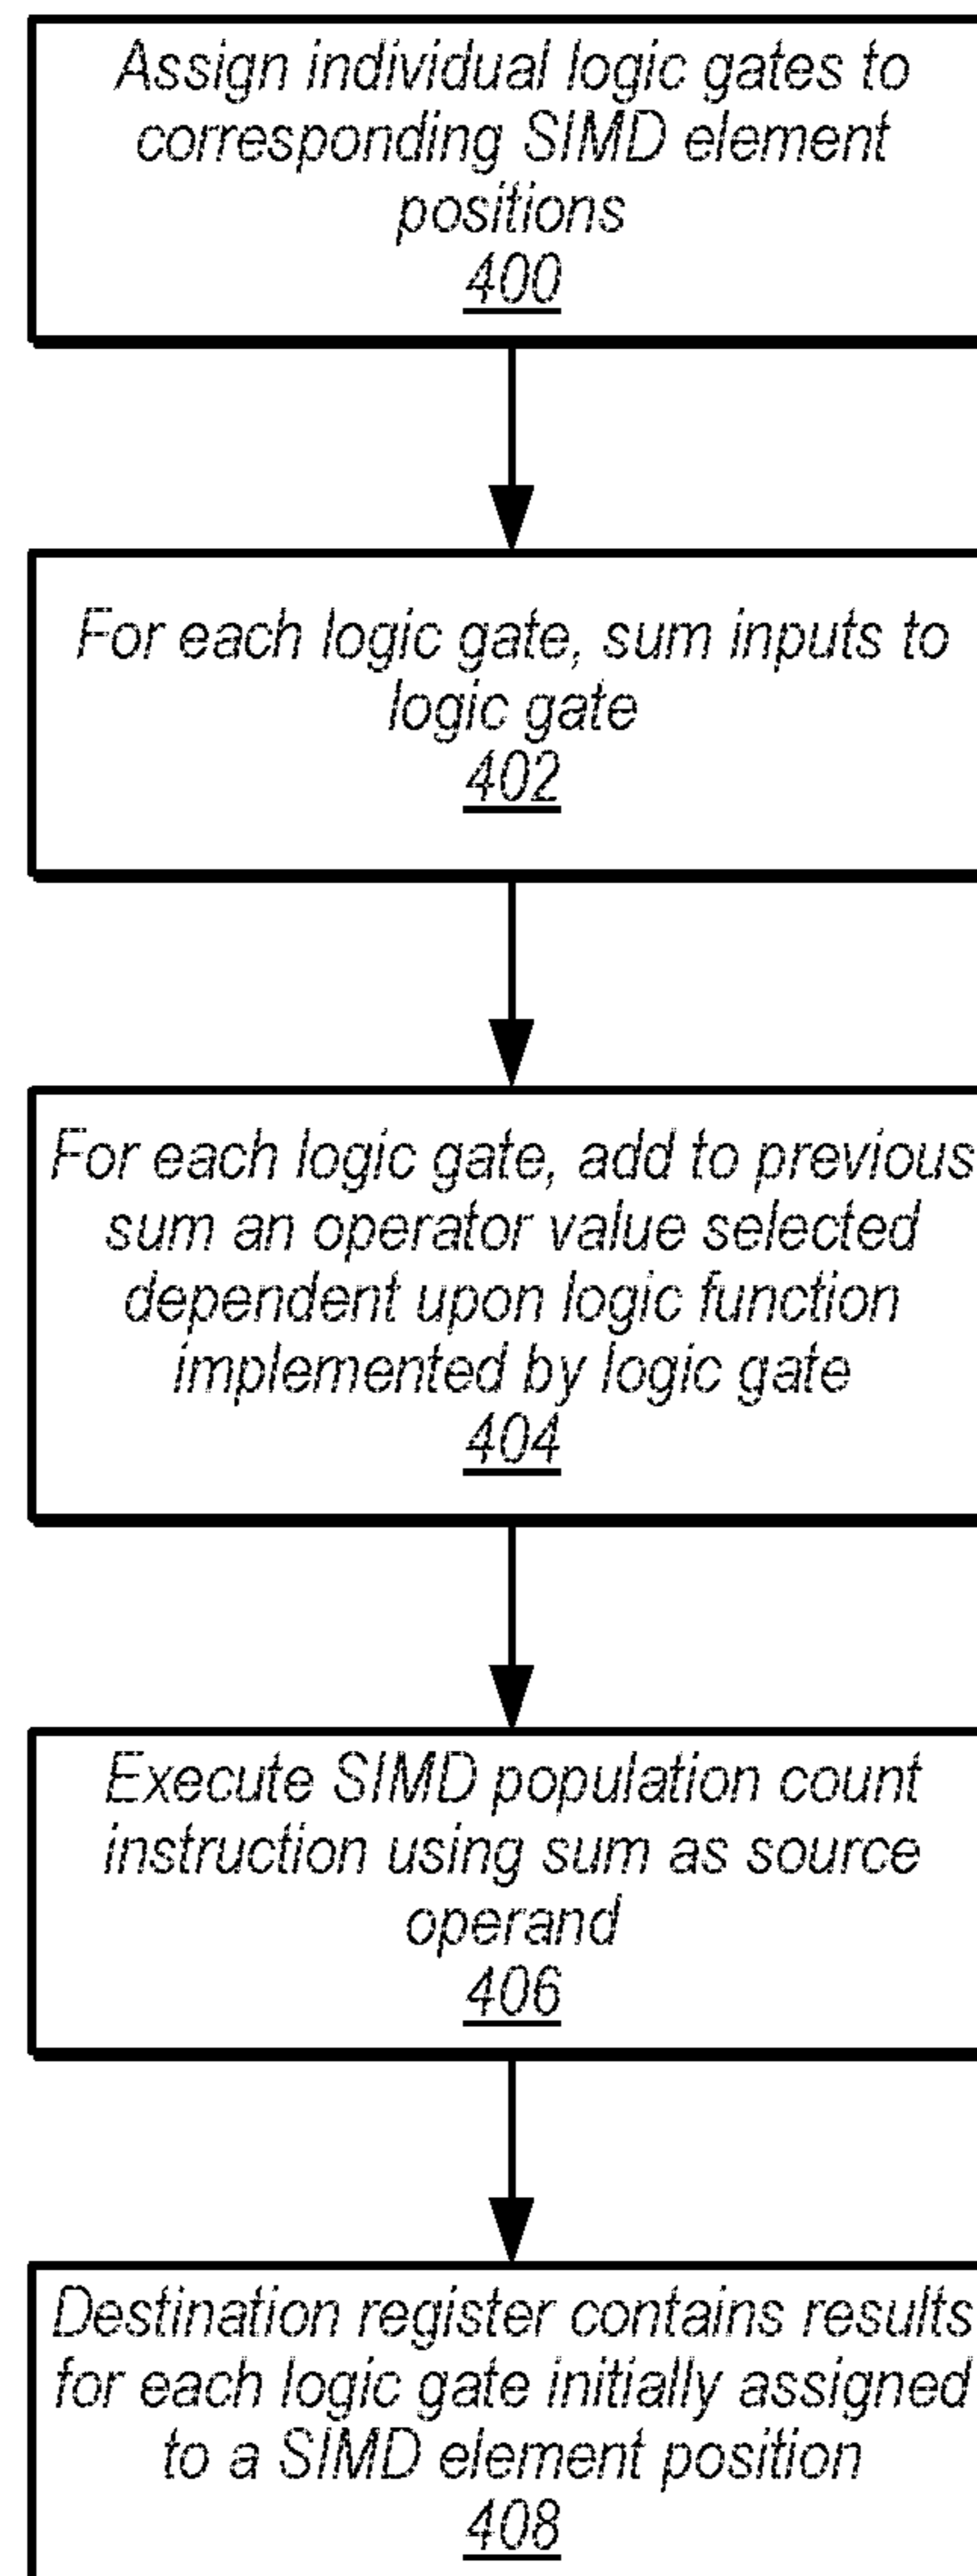 Assign individual logic gates to
corresponding SIMD element
positions
400
For each logic gate, sum inputs to
logic gate
402
For each logic gate, add to previous
sum an operator value selected
dependent upon logic function
implemented by logic gate
404
Execute SIMD population count
instruction using sum as source
operand
406
Destination register contains results
for each logic gate initially assigned
to a SIMD element position
408